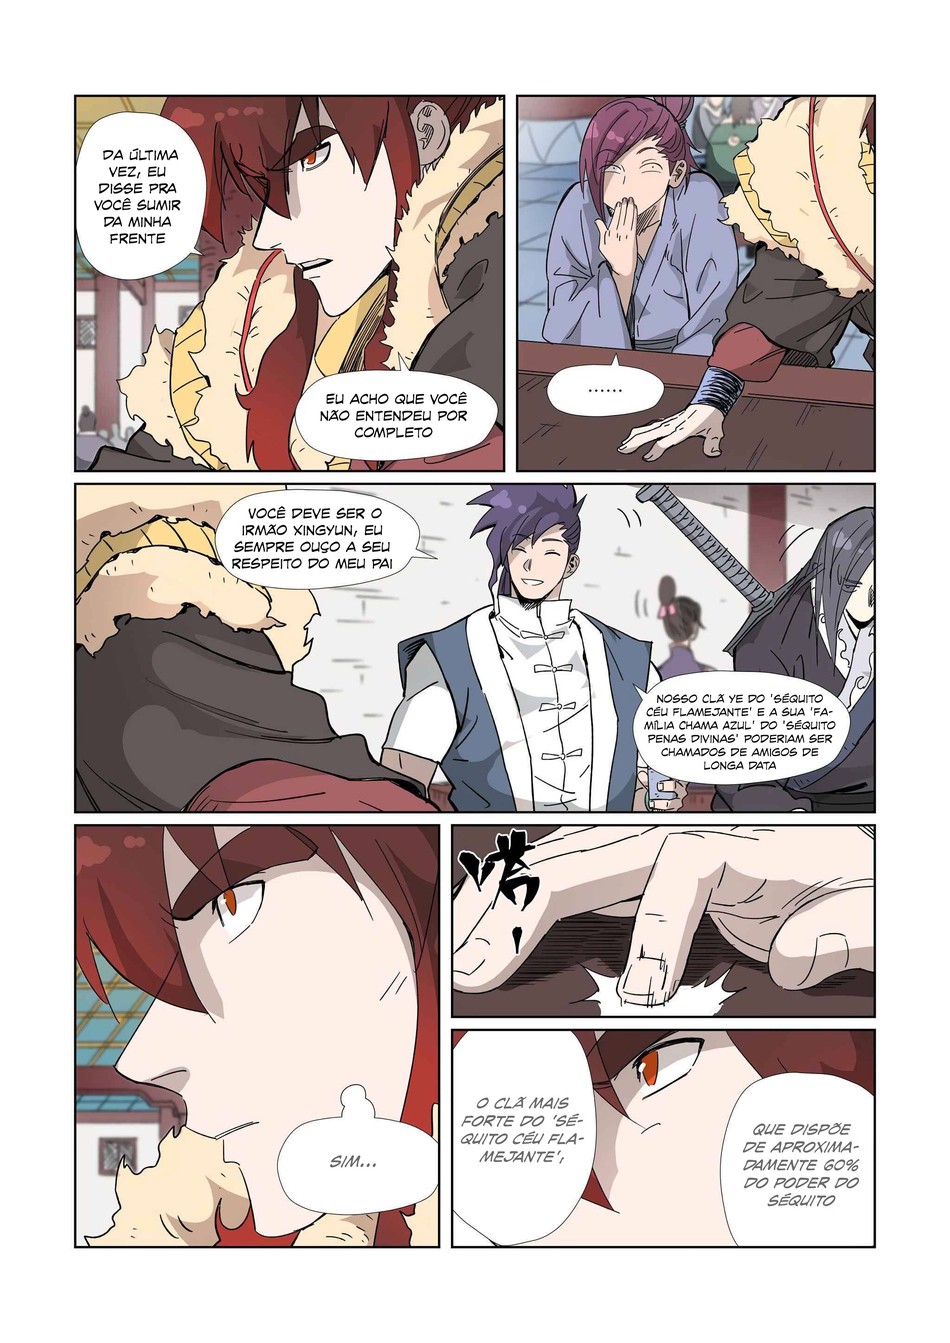 DA ÚLTIMA
VEZ, EU
DISSE PRA
VOCÊ SUMIR
DA MINHA
FRENTE
EU ACHO QUE VOCÊ
NÃO ENTENDEU POR
COMPLETO
......
VOCÊ DEVE SER O
IRMÃO XINGYUN, EU
SEMPRE OUÇO A SEU
RESPEITO DO MEU PAI
NOSSO CLÃ YE DO 'SÉQUITO
CÉU FLAMEJANTE' E A SUA 'FA-
MÍLIA CHAMA AZUL' DO 'SÉQUITO
PENAS DIVINAS' PODERIAM SER
CHAMADOS DE AMIGOS DE
LONGA DATA
嗒
SIM...
O CLÃ MAIS
FORTE DO 'SÉ-
QUITO CÉU FLA-
MEJANTE',
QUE DISPÕE
DE APROXIMA-
DAMENTE 60%
DO PODER DO
SÉQUITO